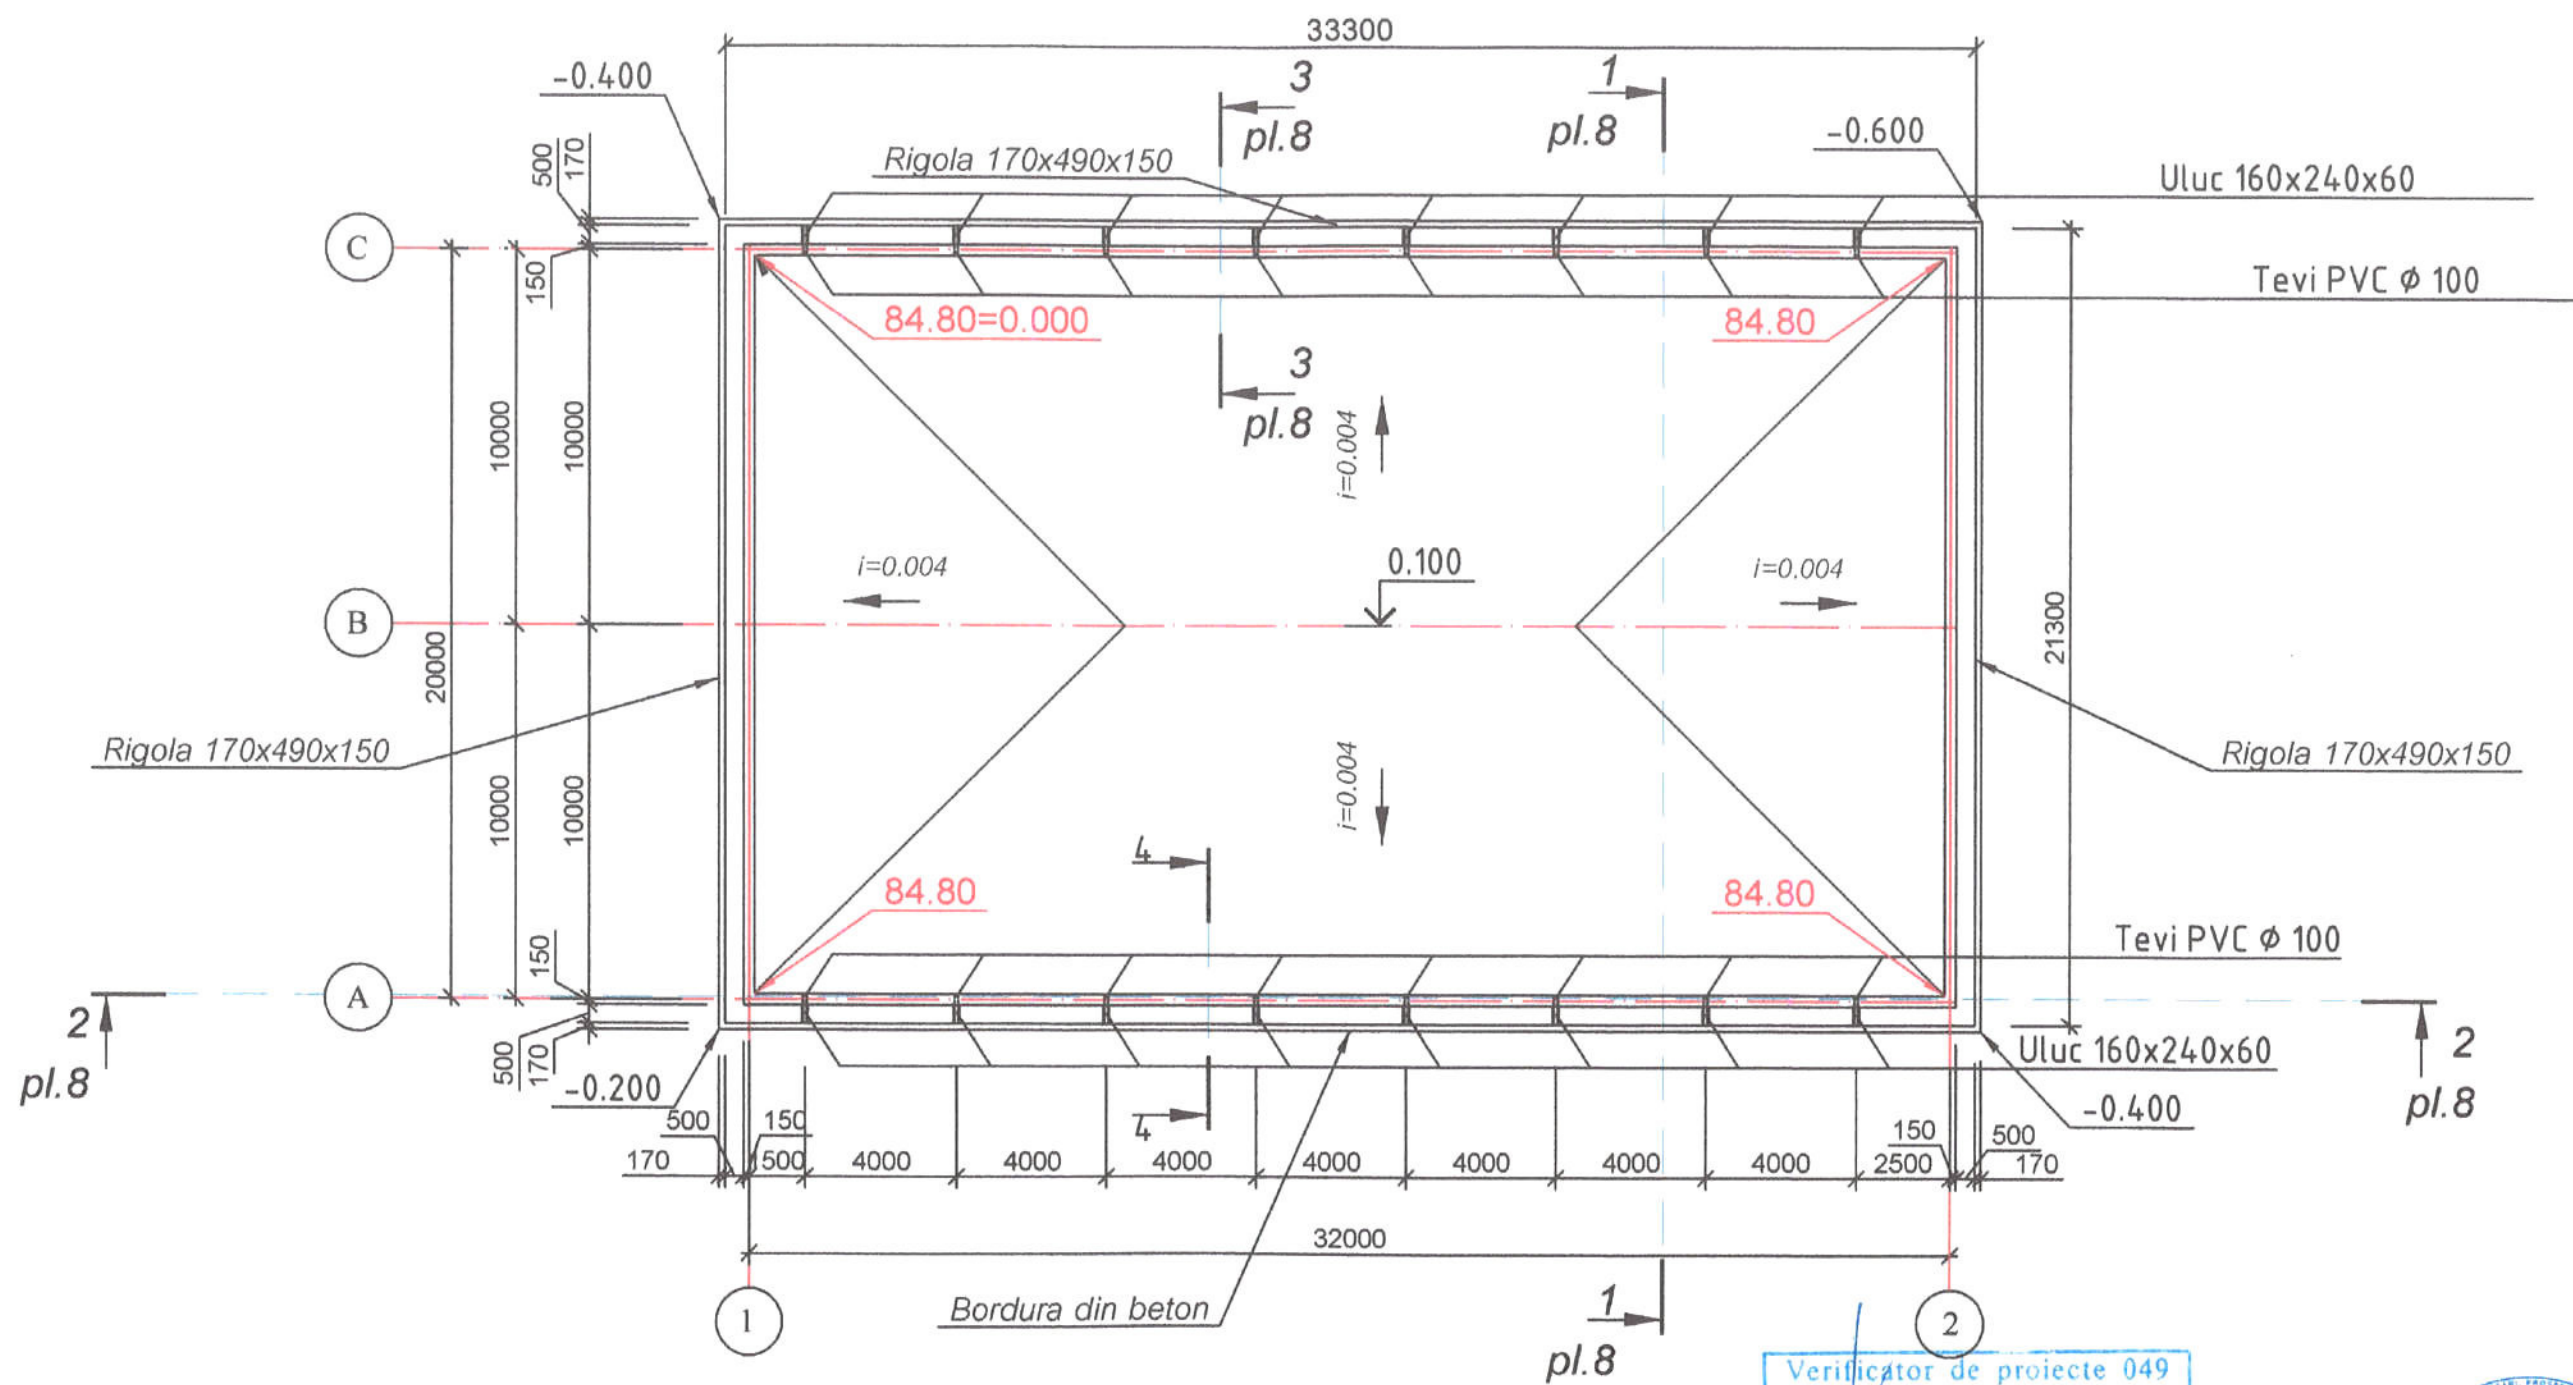 33300
-0.400
3
pl.8
1
pl.8
-0.600
500
170
Rigola 170x490x150
Uluc 160x240x60
C
150
84.80=0.000
84.80
Tevi PVC ϕ 100
3
pl.8
10000
10000
i=0.004
i=0.004
0.100
i=0.004
B
20000
21300
Rigola 170x490x150
Rigola 170x490x150
10000
10000
i=0.004
4
84.80
84.80
150
Tevi PVC ϕ 100
A
2
pl.8
500
170
-0.200
Uluc 160x240x60
2
pl.8
-0.400
4
500
150
150
500
170
500
4000
4000
4000
4000
4000
4000
4000
2500
170
32000
Bordura din beton
1
1
pl.8
2
Verificator de proiecte 049